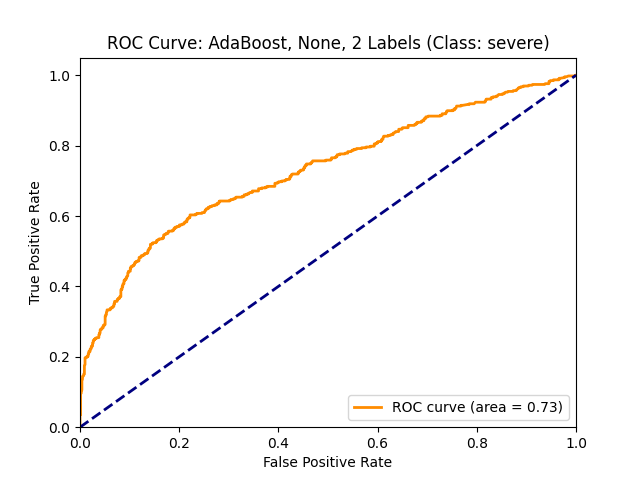 ROC Curve: AdaBoost, None, 2 Labels (Class: severe)
True Positive Rate
1.0
0.8
0.6
0.4
0.2
0.0
ROC curve (area = 0.73)
0.0 0.2 0.4 0.6 0.8 1.0
False Positive Rate